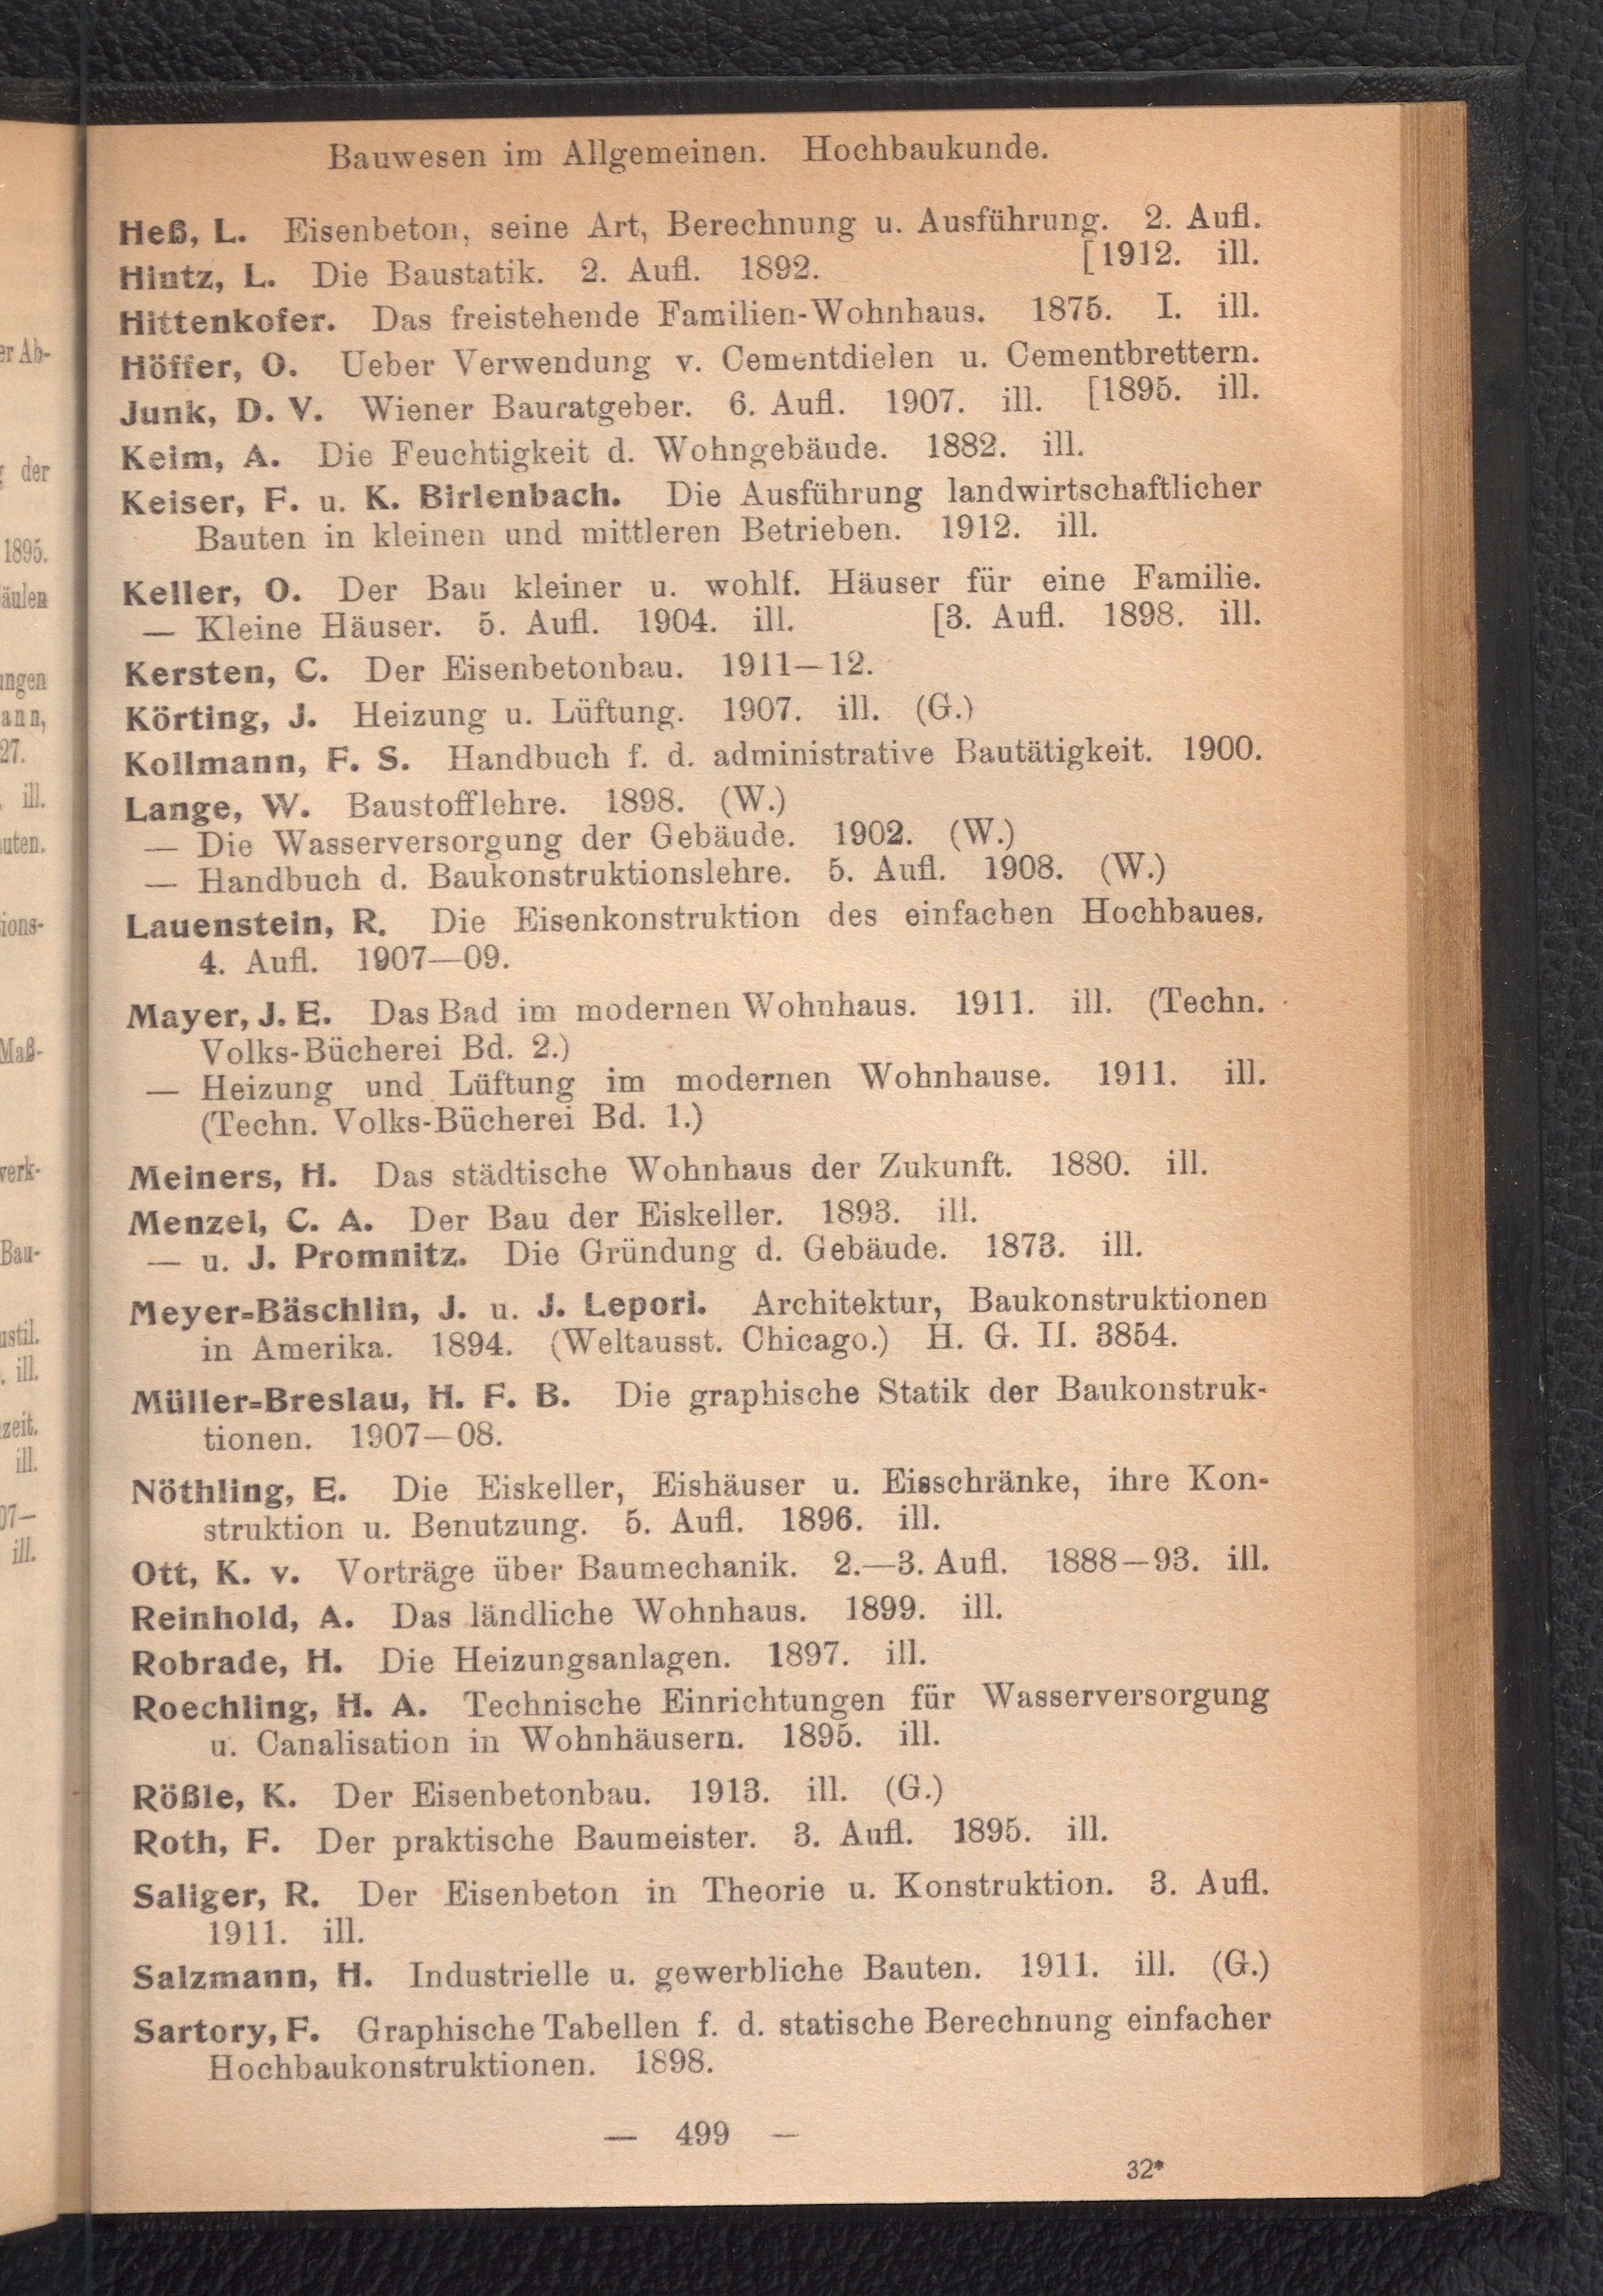 Bauwesen im Allgemeinen. Hochbaukunde.
Heß, L. Eisenbeton, seine Art, Berechnung u. Ausführung. 2. Aufl.
[1912. ill.
Hintz, L. Die Baustatik. 2. Aufl. 1892.
Hittenkofer. Das freistehende Familien-Wohnhaus. 1875. I. ill.
Höffer, O. Ueber Verwendung v. Cementdielen u. Cementbrettern.
[1895. ill.
Junk, D. V. Wiener Bauratgeber. 6. Aufl. 1907. ill.
Keim, A. Die Feuchtigkeit d. Wohngebäude. 1882. ill.
Keiser, F. u. K. Birlenbach. Die Ausführung landwirtschaftlicher
Bauten in kleinen und mittleren Betrieben. 1912. ill.
Keller, O. Der Bau kleiner u. wohlf. Häuser für eine Familie.
[3. Aufl. 1898. ill.
— Kleine Häuser. 5. Aufl. 1904. ill.
Kersten, C. Der Eisenbetonbau. 1911—12.
Körting, J. Heizung u. Lüftung. 1907. ill. (G.)
Kollmann, F. S. Handbuch f. d. administrative Bautätigkeit. 1900.
Lange, W. Baustofflehre. 1898. (W.)
— Die Wasserversorgung der Gebäude. 1902. (W.)
— Handbuch d. Baukonstruktionslehre. 5. Aufl. 1908. (W.)
Lauenstein, R. Die Eisenkonstruktion des einfachen Hochbaues.
4. Aufl. 1907—09.
Mayer, J. E. Das Bad im modernen Wohnhaus. 1911. ill. (Techn.
Volks-Bücherei Bd. 2.)
— Heizung und Lüftung im modernen Wohnhause. 1911. ill.
(Techn. Volks-Bücherei Bd. 1.)
Meiners, H. Das städtische Wohnhaus der Zukunft. 1880. ill.
Menzel, C. A. Der Bau der Eiskeller. 1893. ill.
— u. J. Promnitz. Die Gründung d. Gebäude. 1873. ill.
Meyer-Bäschlin, J. u. J. Lepori. Architektur, Baukonstruktionen
in Amerika. 1894. (Weltausst. Chicago.) H. G. II. 3854.
Müller-Breslau, H. F. B. Die graphische Statik der Baukonstruk-
tionen. 1907—08.
Nöthling, E. Die Eiskeller, Eishäuser u. Eisschränke, ihre Kon-
struktion u. Benutzung. 5. Aufl. 1896. ill.
Ott, K. v. Vorträge über Baumechanik. 2.—3. Aufl. 1888—93. ill.
Reinhold, A. Das ländliche Wohnhaus. 1899. ill.
Robrade, H. Die Heizungsanlagen. 1897. ill.
Roechling, H. A. Technische Einrichtungen für Wasserversorgung
u. Canalisation in Wohnhäusern. 1895. ill.
Rößle, K. Der Eisenbetonbau. 1913. ill. (G.)
Roth, F. Der praktische Baumeister. 3. Aufl. 1895. ill.
Saliger, R. Der Eisenbeton in Theorie u. Konstruktion. 3. Aufl.
1911. ill.
Salzmann, H. Industrielle u. gewerbliche Bauten. 1911. ill. (G.)
Sartory, F. Graphische Tabellen f. d. statische Berechnung einfacher
Hochbaukonstruktionen. 1898.
— 499 —
32*